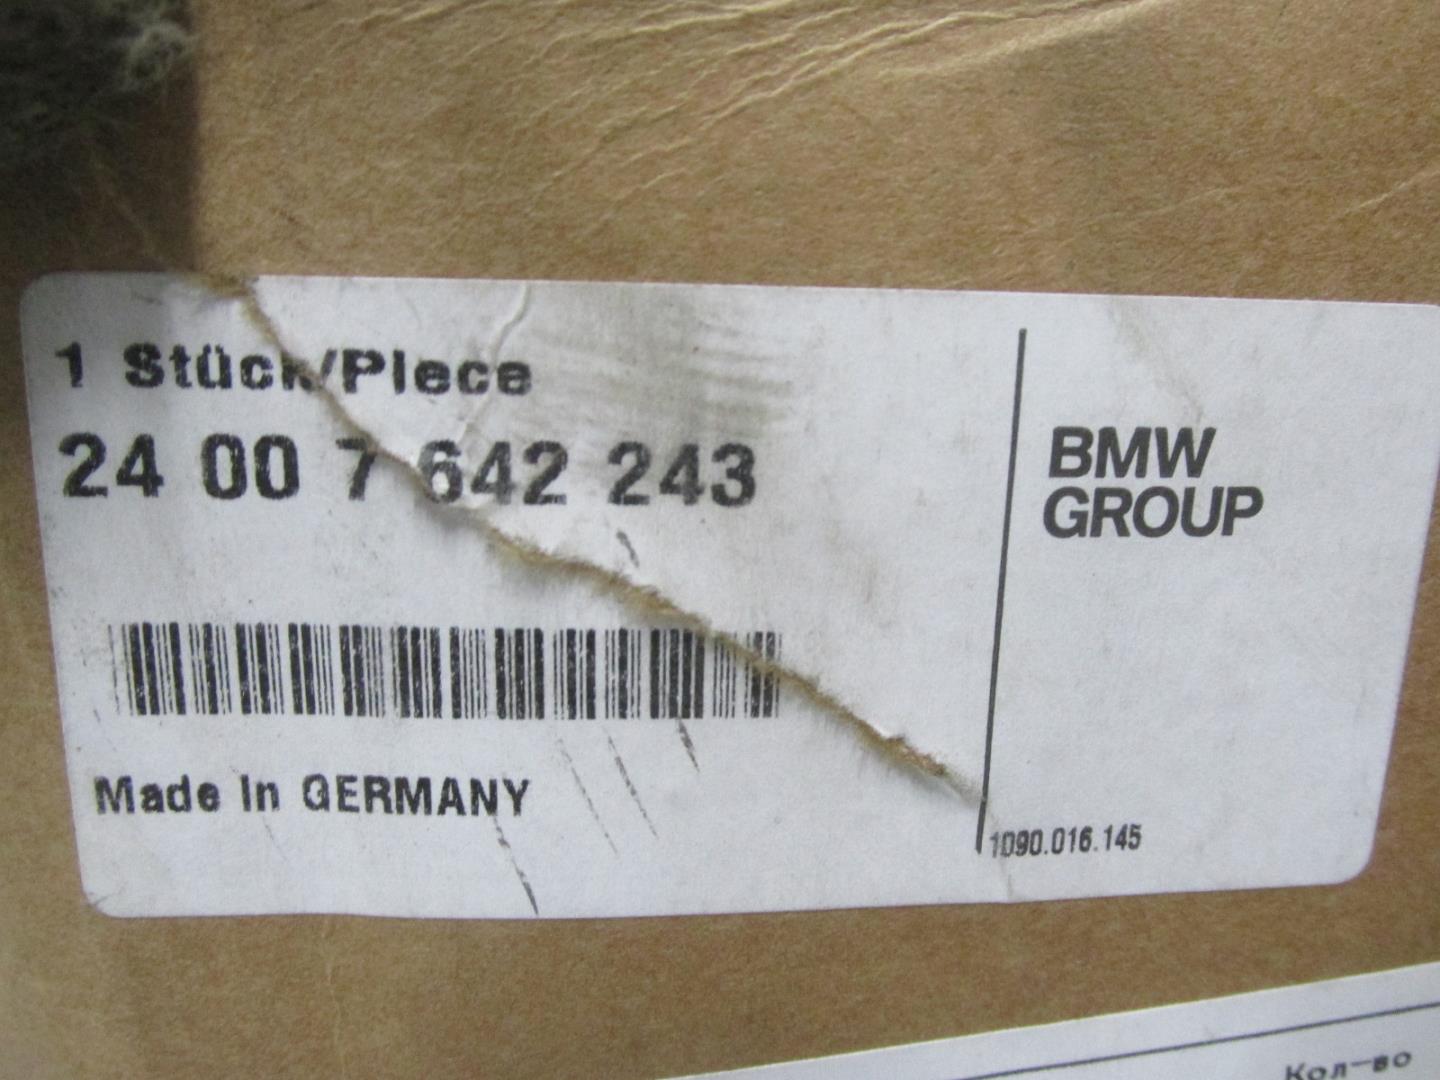 1 Stück/Piece
24 00 7 642 243
Made in GERMANY
BMW
GROUP
1090.016.145
Кол-во